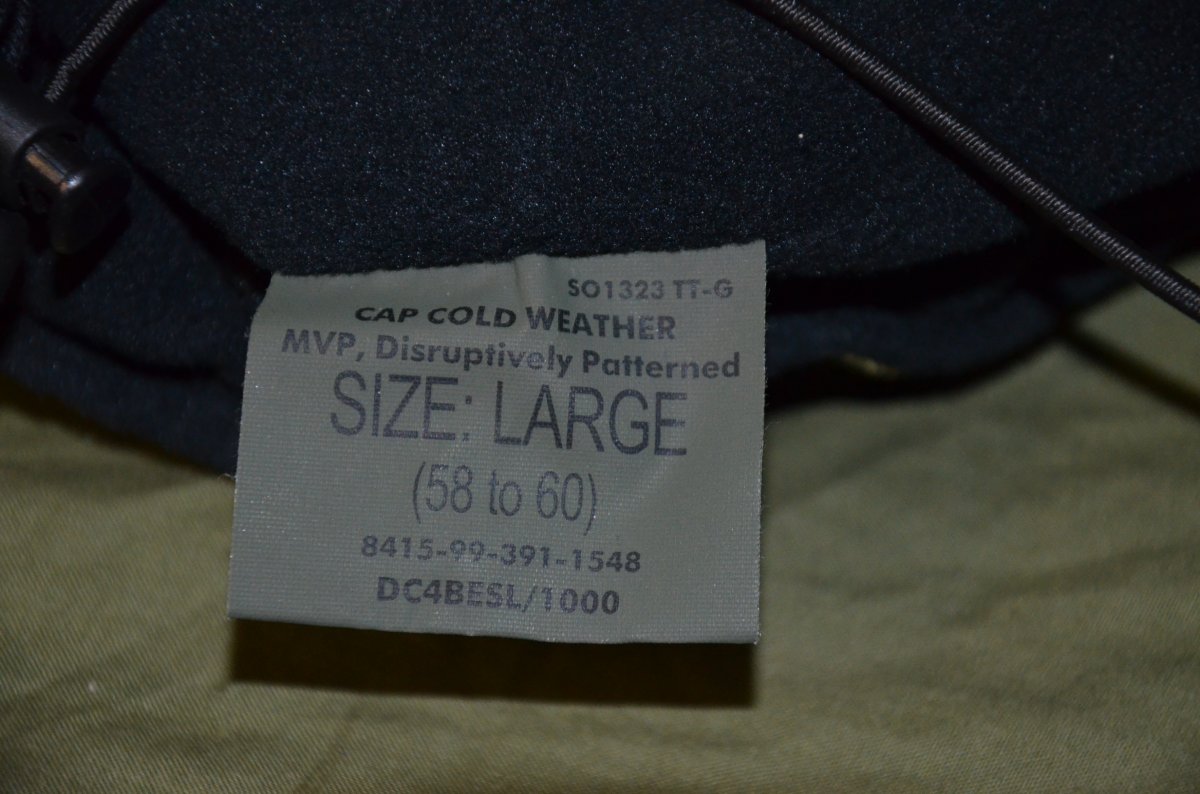 SO1323 TT-G
CAP COLD WEATHER
MVP, Disruptively Patterned
SIZE: LARGE
(58 to 60)
8415-99-391-1548
DC4BESL/1000